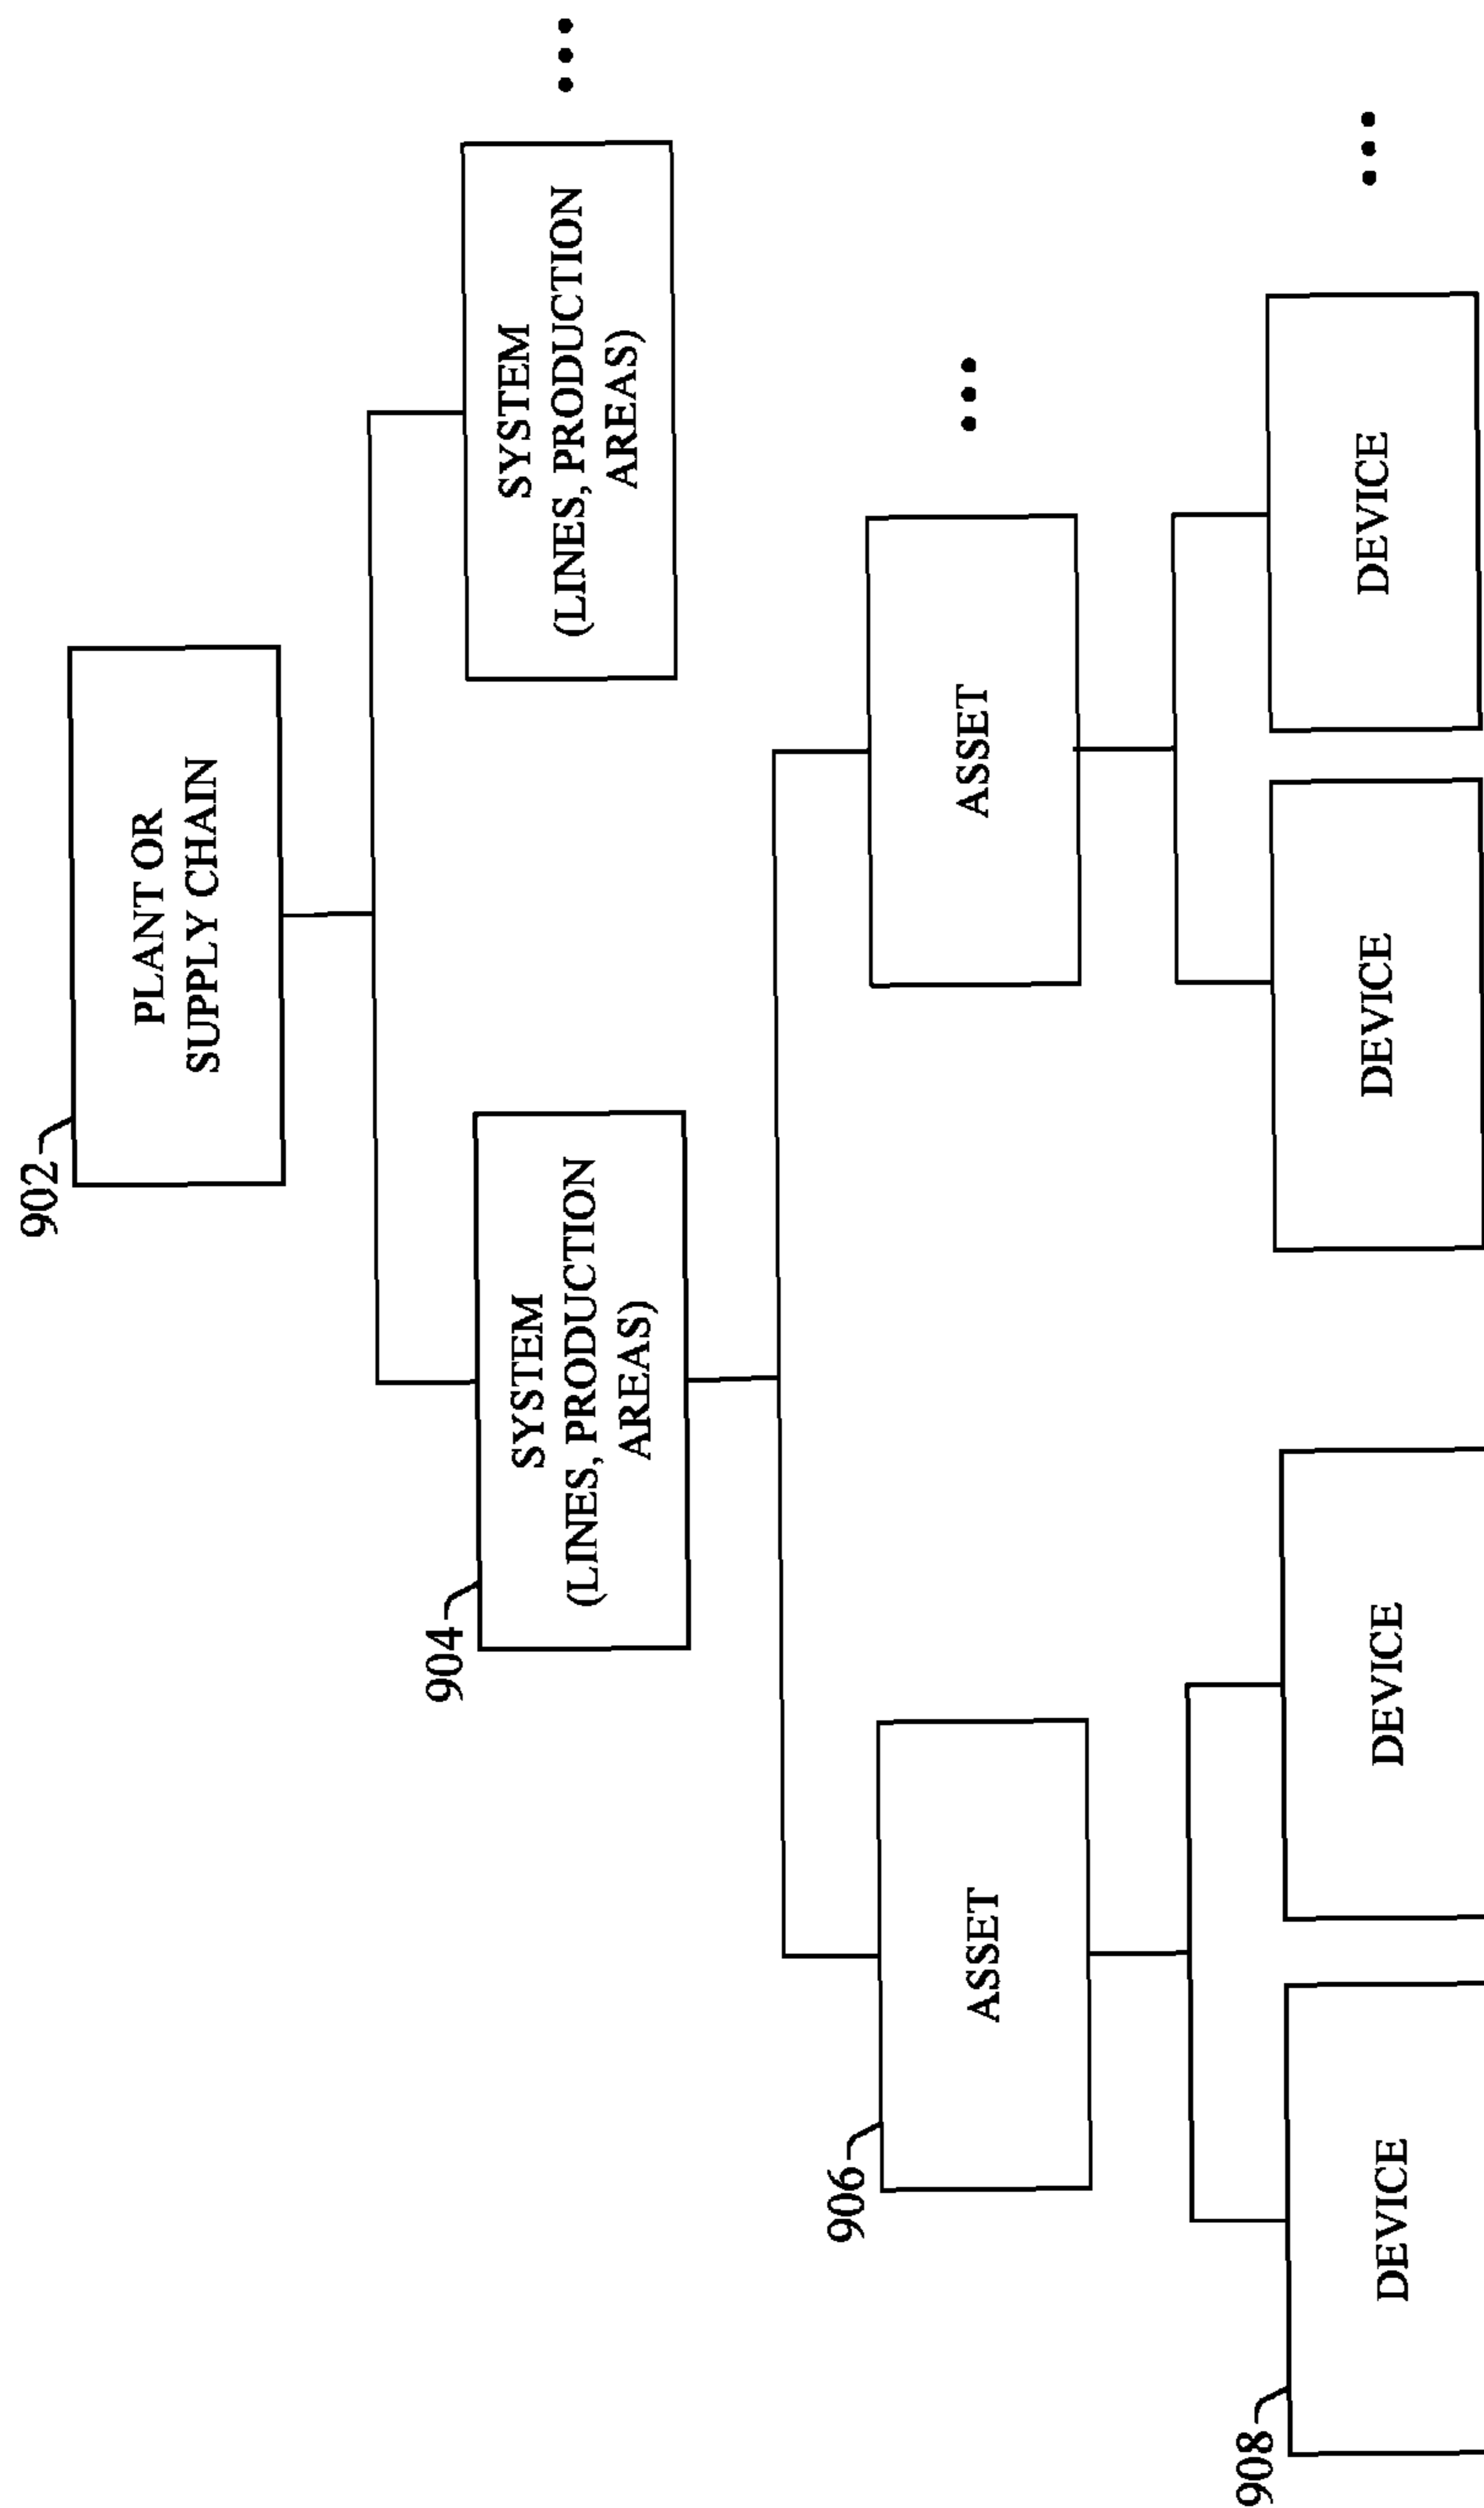 902
PLANT OR
SUPPLY CHAIN
904
SYSTEM
(LINES, PRODUCTION
AREAS)
SYSTEM
(LINES, PRODUCTION
AREAS)
906
ASSET
ASSET
908
DEVICE
DEVICE
DEVICE
DEVICE